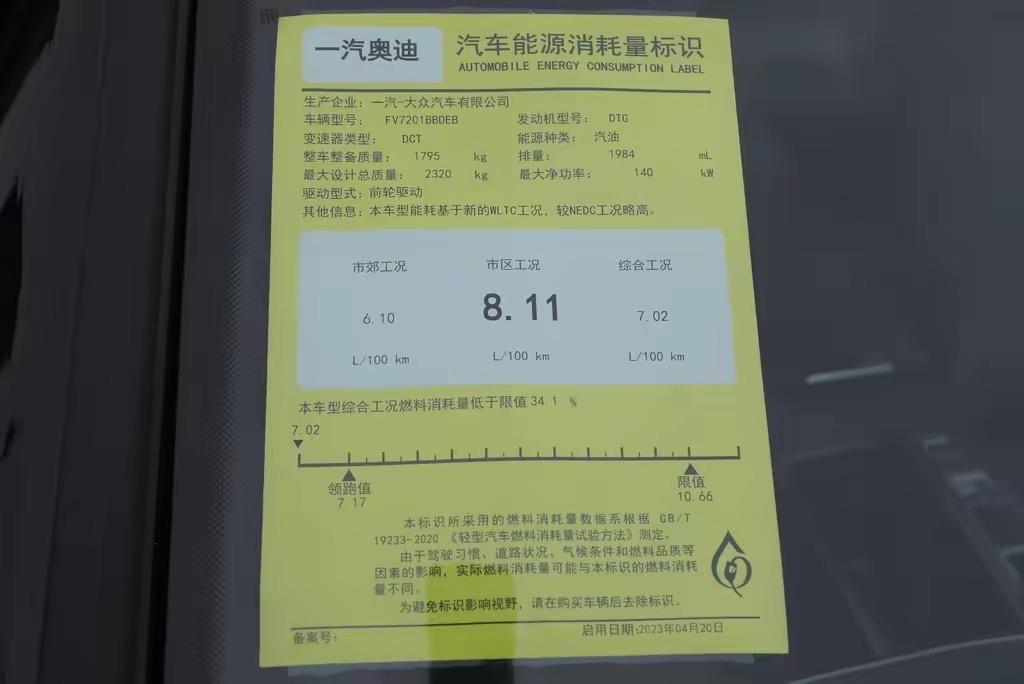 一汽奥迪
汽车能源消耗量标识
AUTOMOBILE ENERGY CONSUMPTION LABEL
生产企业：一汽-大众汽车有限公司
车辆型号： FV7201BBDEB 发动机型号： DTG
变速器类型： DCT 能源种类： 汽油
整车整备质量： 1795 kg 排量： 1984 mL
最大设计总质量： 2320 kg 最大净功率： 140 kW
驱动型式：前轮驱动
其他信息：本车型能耗基于新的WLTC工况，较NEDC工况略高。
市郊工况 市区工况 综合工况
6.10 8.11 7.02
L/100 km L/100 km L/100 km
本车型综合工况燃料消耗量低于限值34.1 %
7.02
领跑值 限值
7.17 10.66
本标识所采用的燃料消耗量数据系根据 GB/T
19233-2020 《轻型汽车燃料消耗量试验方法》测定。
由于驾驶习惯、道路状况、气候条件和燃料品质等
因素的影响，实际燃料消耗量可能与本标识的燃料消耗
量不同。
为避免标识影响视野，请在购买车辆后去除标识。
备案号： 启用日期:2023年04月20日